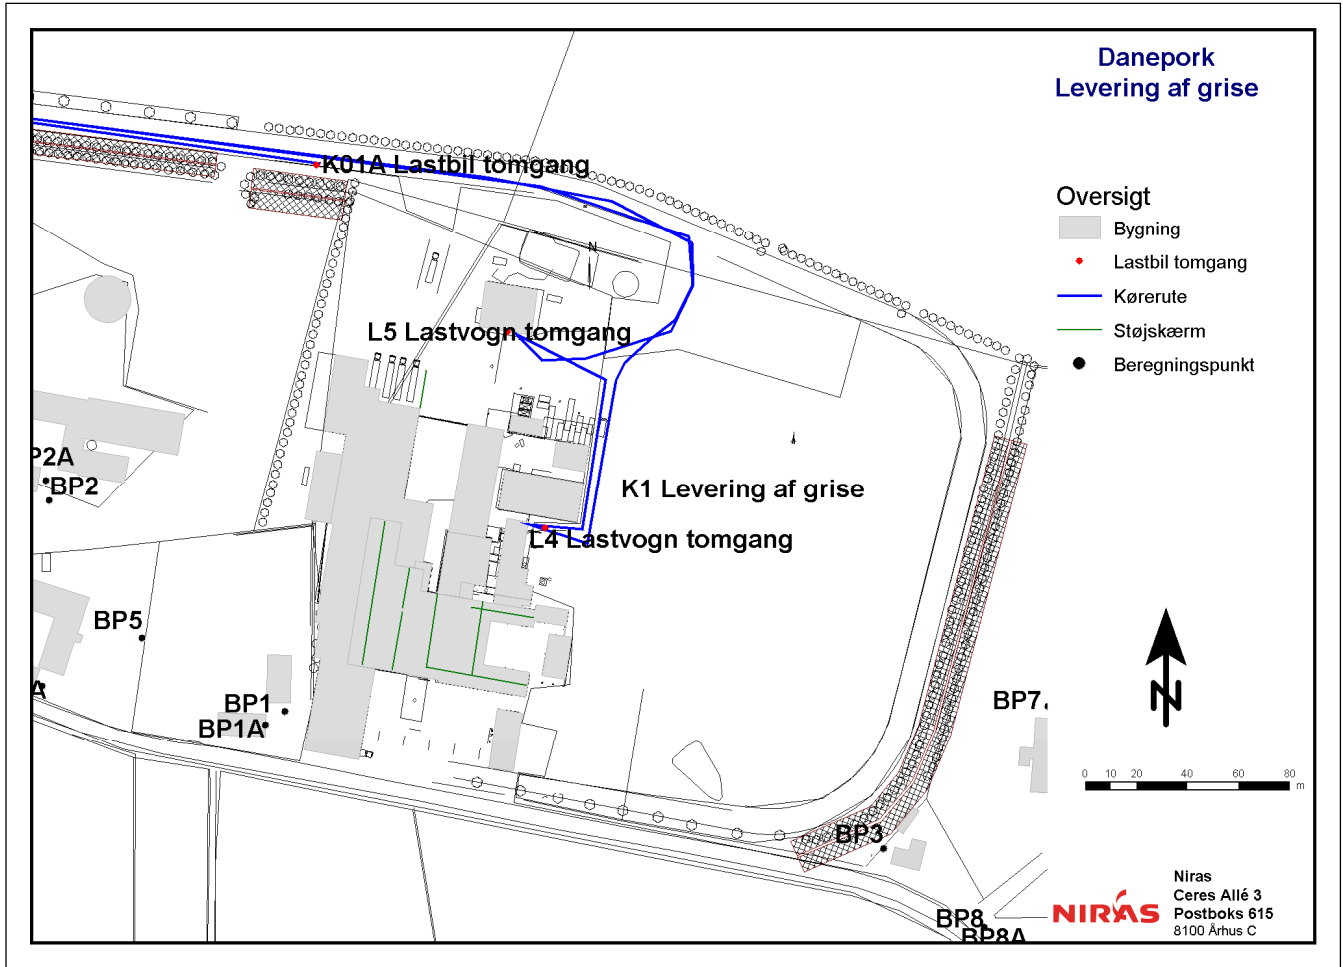 Danepork
Levering af grise
K01A Lastbil tomgang
Oversigt
Bygning
Lastbil tomgang
Kørerute
Støjskærm
Beregningspunkt
N
L5 Lastvogn tomgang
P2A
BP2
K1 Levering af grise
L4 Lastvogn tomgang
BP5
A
BP1
BP1A
BP7
N
0 10 20 40 60 80
m
BP3
BP8
BP8A
NIRAS
Niras
Ceres Allé 3
Postboks 615
8100 Århus C